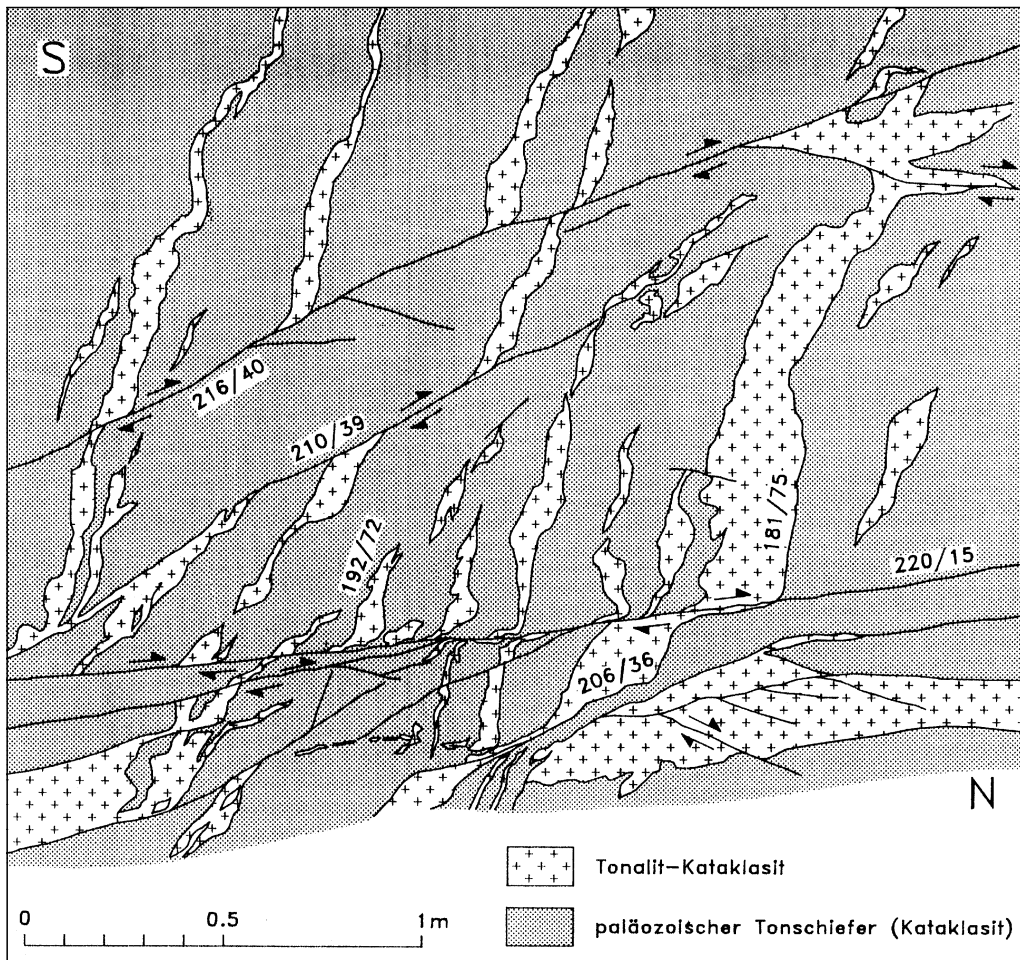 S
216/40
210/39
192/72
181/75
220/15
206/36
N
Tonalit-Kataklasit
paläozoischer Tonschiefer (Kataklasit)
0 0.5 1m